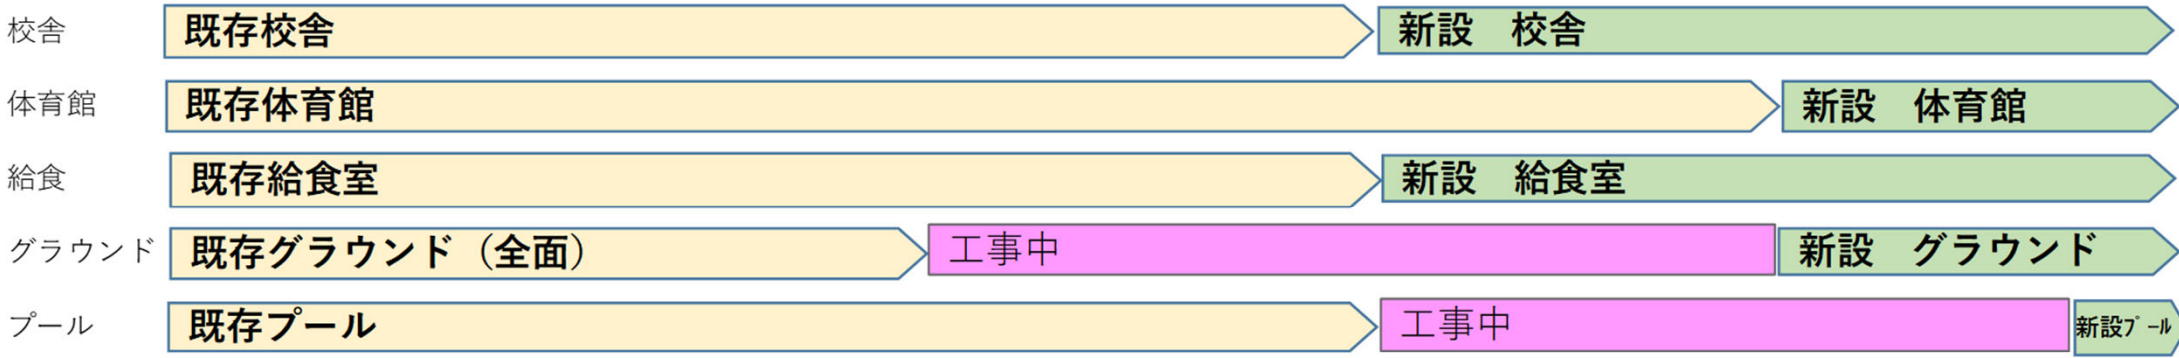 校舎 既存校舎 新設　校舎
体育館 既存体育館 新設　体育館
給食 既存給食室 新設　給食室
グラウンド 既存グラウンド（全面） 工事中 新設　グラウンド
プール 既存プール 工事中 新設ﾌﾟｰﾙ